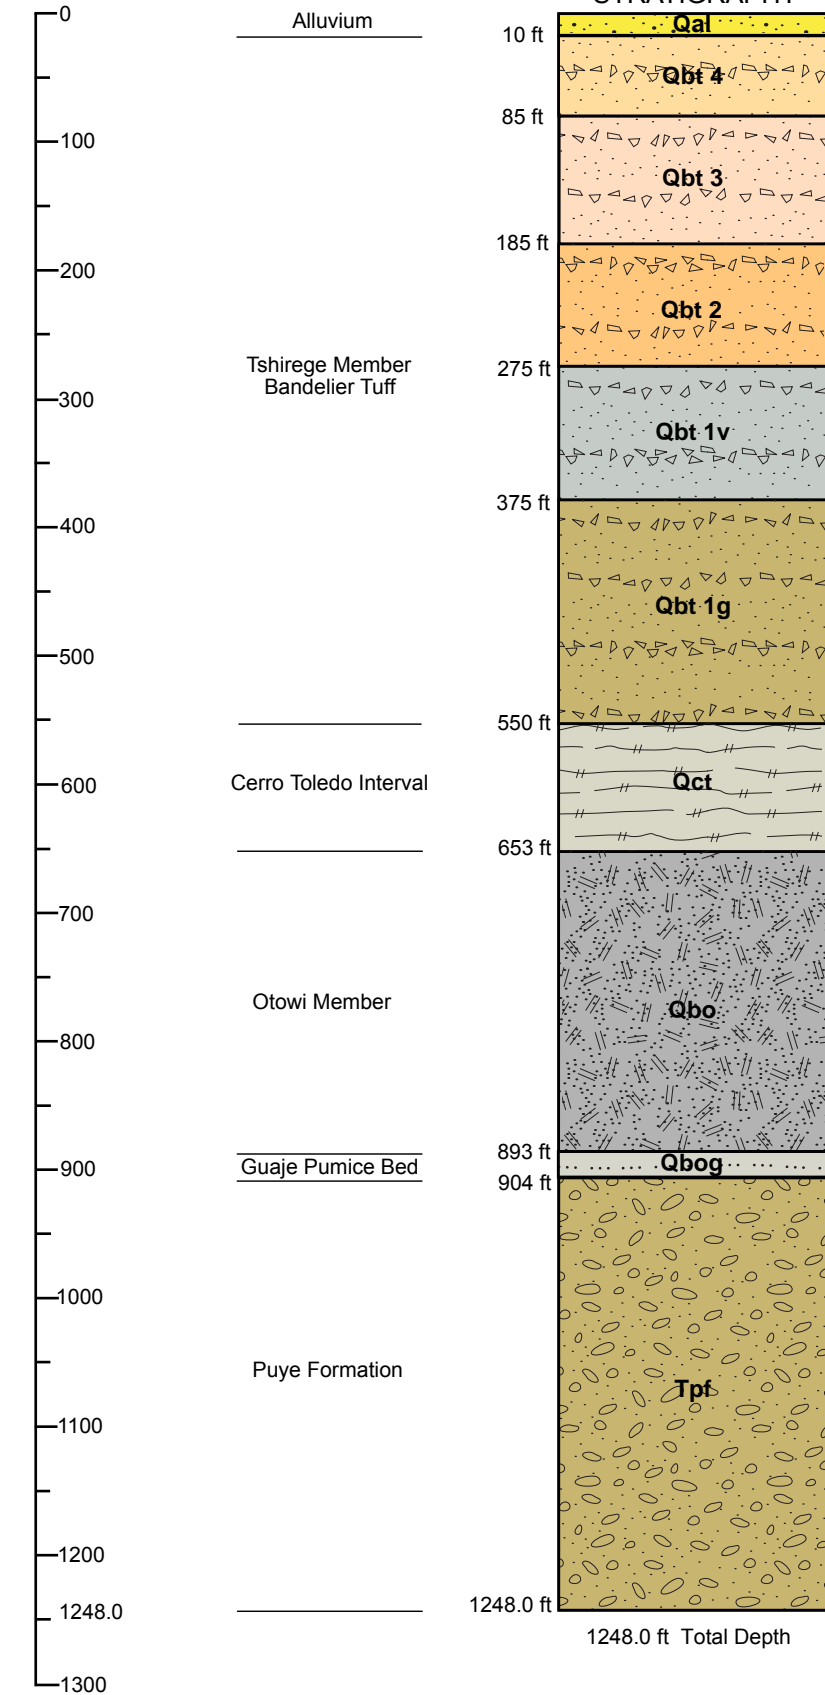 STRATIGRAPHY
0
Alluvium
Qal
10 ft
Qbt 4
85 ft
100
Qbt 3
185 ft
200
Qbt 2
Tshirege Member
Bandelier Tuff
275 ft
300
Qbt 1v
375 ft
400
Qbt 1g
500
550 ft
Cerro Toledo Interval
Qct
600
653 ft
700
Otowi Member
Qbo
800
893 ft
900
Guaje Pumice Bed
Qbog
904 ft
1000
Puye Formation
Tpf
1100
1200
1248.0
1248.0 ft
1248.0 ft Total Depth
1300